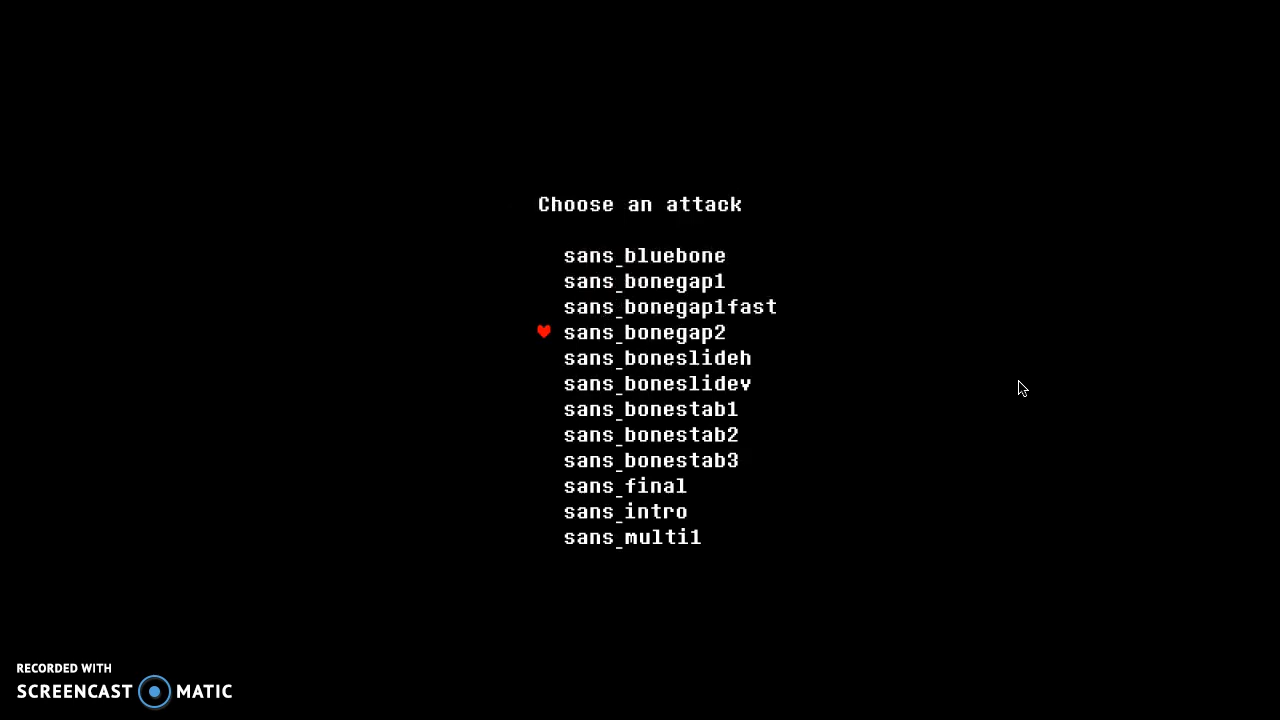 Choose an attack
sans_bluebone
sans_bonegap1
sans_bonegap1fast
sans_bonegap2
sans_boneslideh
sans_boneslidev
sans_bonestab1
sans_bonestab2
sans_bonestab3
sans_final
sans_intro
sans_multi1
RECORDED WITH
SCREENCAST MATIC